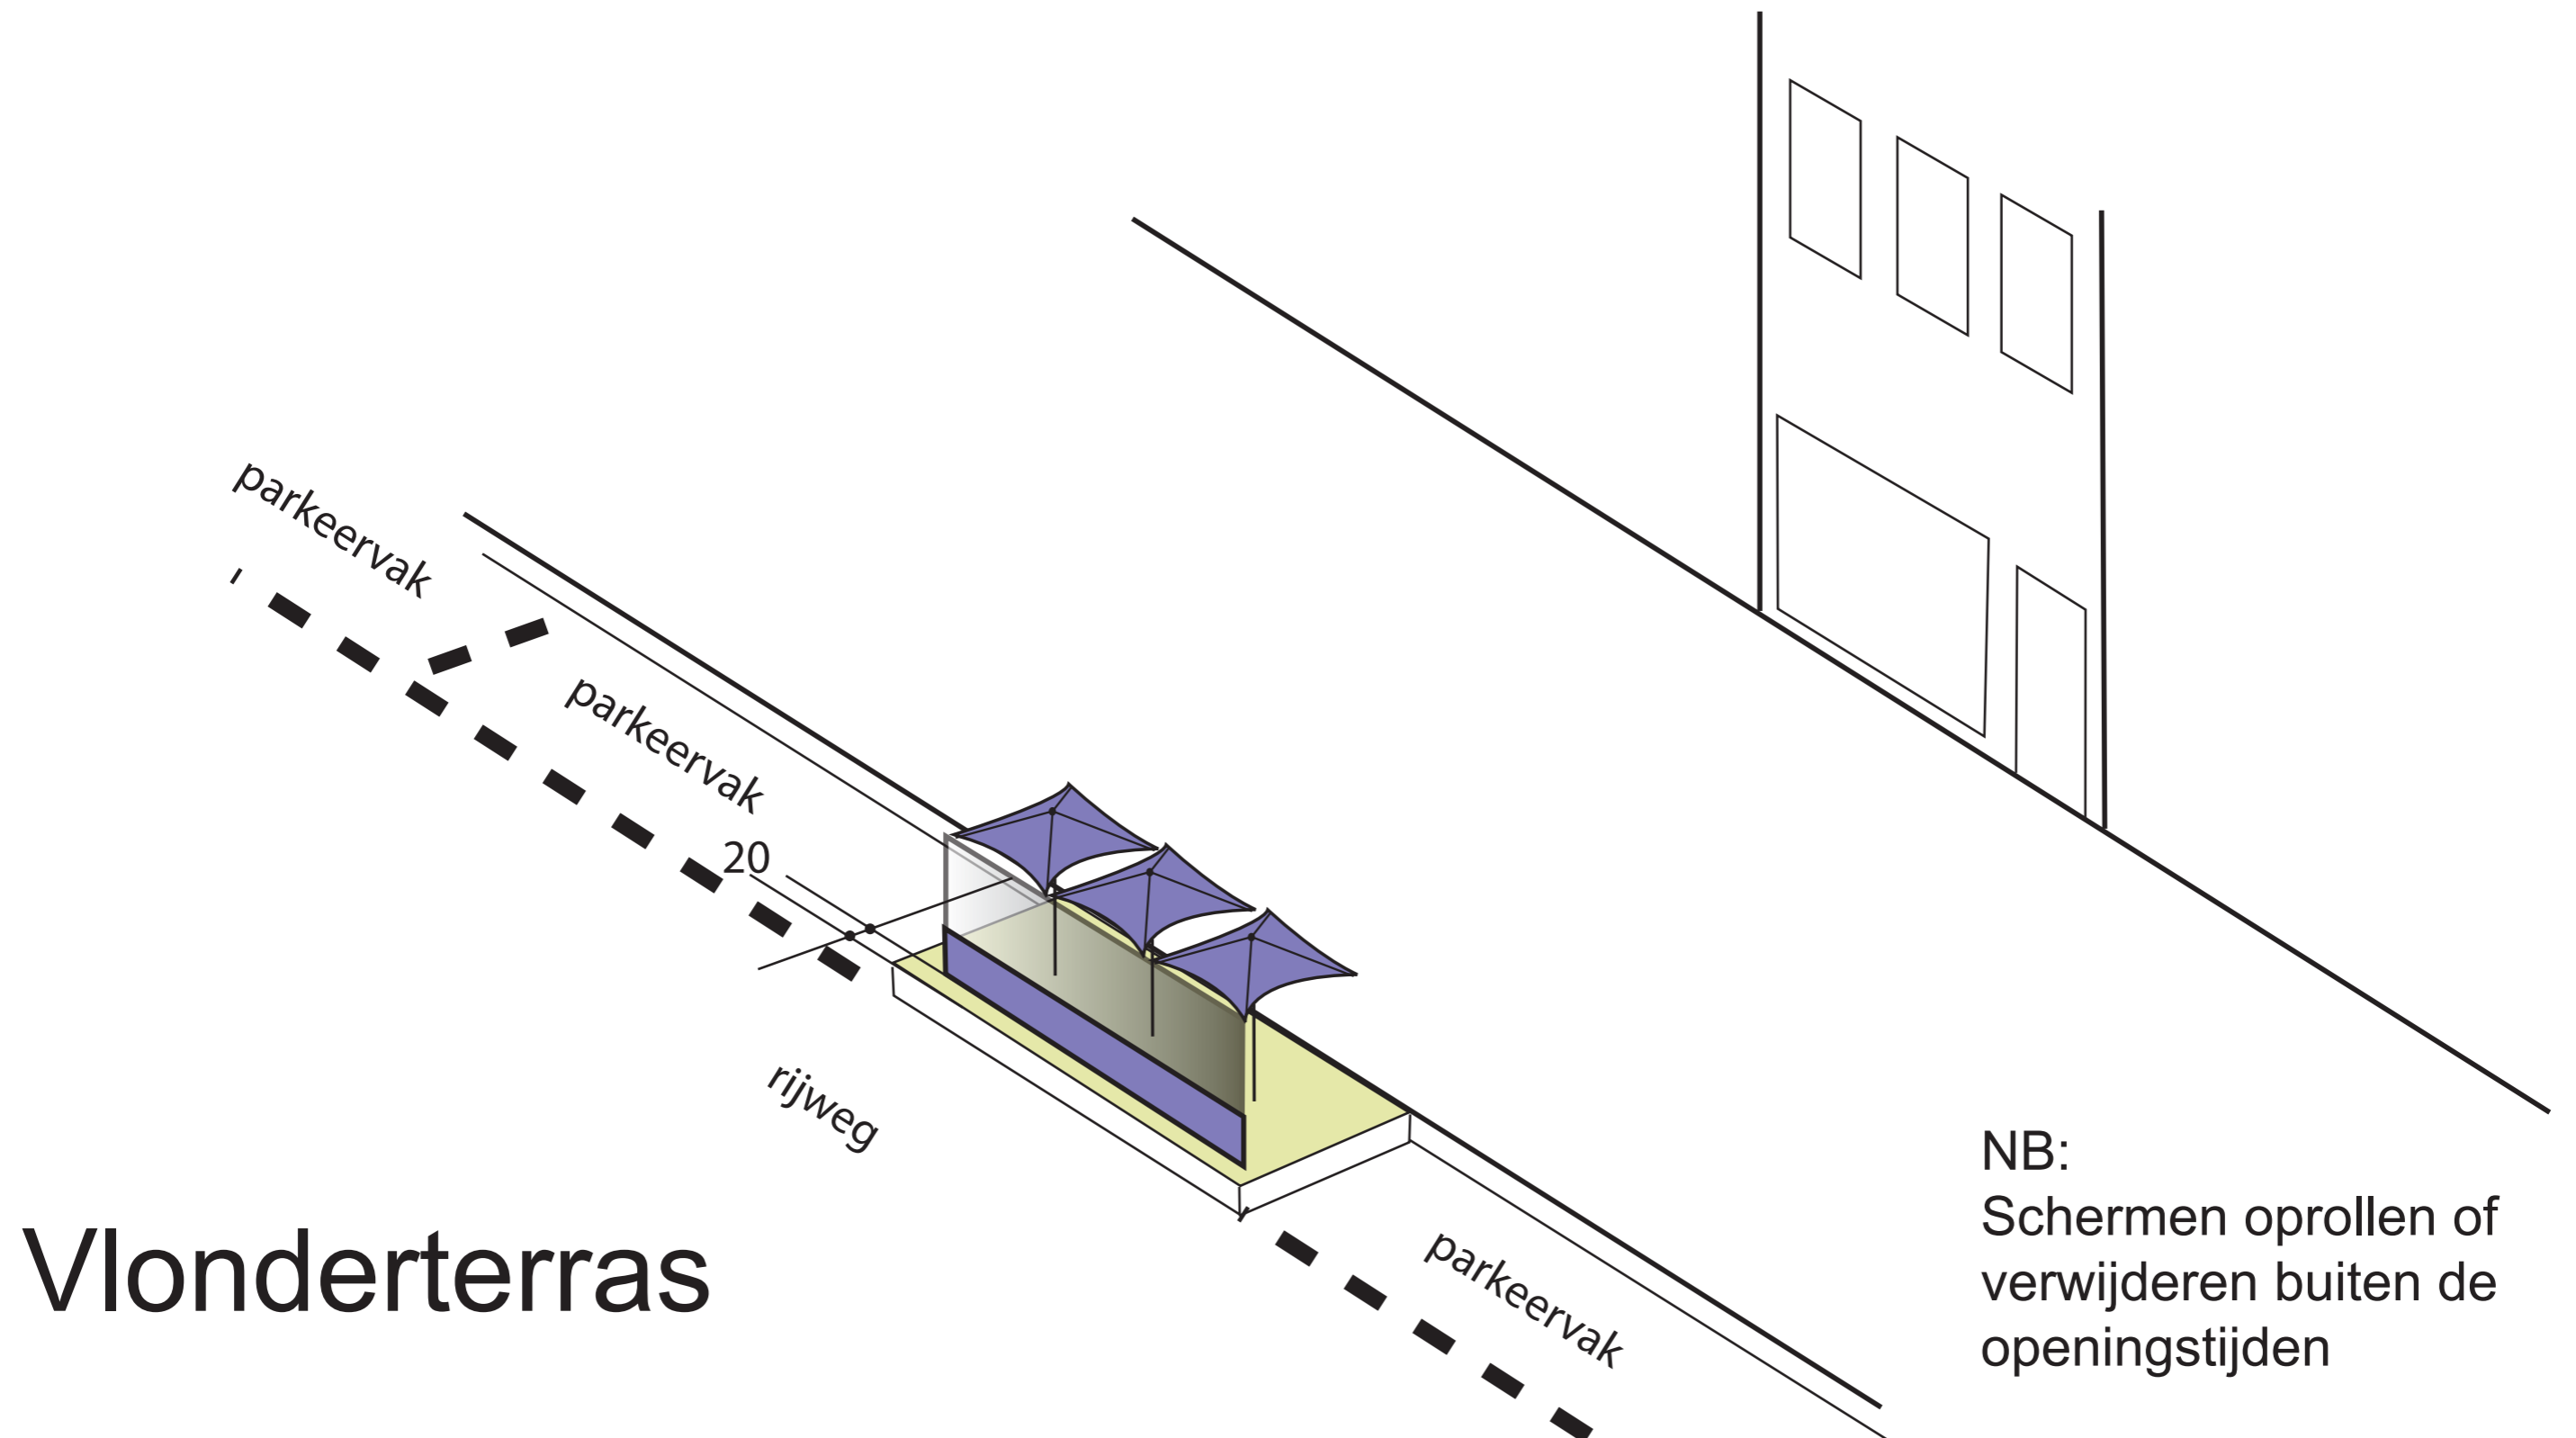 parkeervak
parkeervak
20
rijweg
parkeervak
Vlonderterras
NB:
Schermen oprollen of
verwijderen buiten de
openingstijden